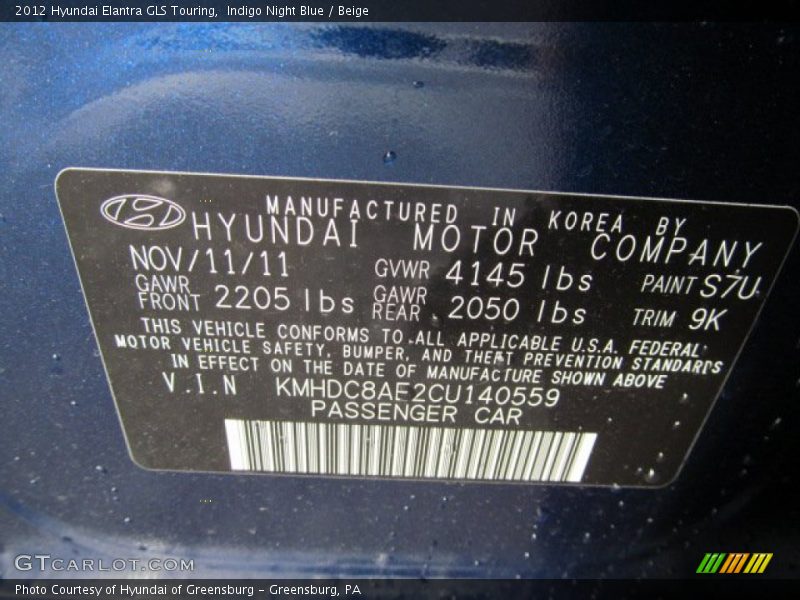 2012 Hyundai Elantra GLS Touring,  Indigo Night Blue / Beige
MANUFACTURED IN KOREA BY
HYUNDAI MOTOR COMPANY
NOV/11/11 GVWR 4145 lbs PAINT S7U
GAWR FRONT 2205 lbs GAWR REAR 2050 lbs TRIM 9K
THIS VEHICLE CONFORMS TO ALL APPLICABLE U.S.A. FEDERAL
MOTOR VEHICLE SAFETY, BUMPER, AND THEFT PREVENTION STANDARDS
IN EFFECT ON THE DATE OF MANUFACTURE SHOWN ABOVE
V.I.N KMHDC8AE2CU140559
PASSENGER CAR
GTCARLOT.COM
Photo Courtesy of Hyundai of Greensburg - Greensburg, PA